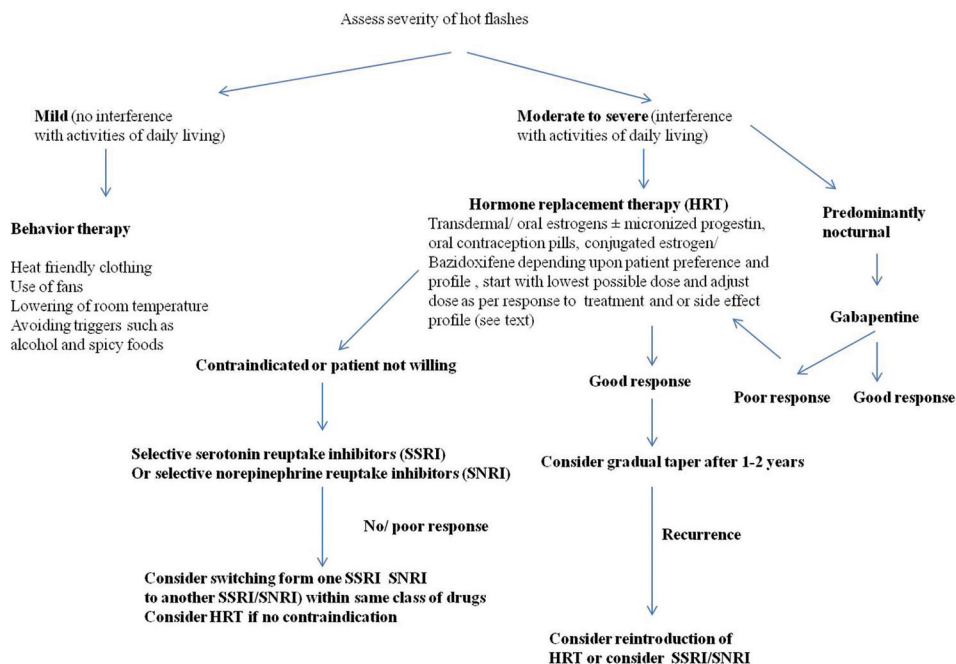 Assess severity of hot flashes
Mild (no interference
with activities of daily living)
Moderate to severe (interference
with activities of daily living)
Behavior therapy
Heat friendly clothing
Use of fans
Lowering of room temperature
Avoiding triggers such as
alcohol and spicy foods
Hormone replacement therapy (HRT)
Transdermal/ oral estrogens ± micronized progestin,
oral contraception pills, conjugated estrogen/
Bazidoxifene depending upon patient preference and
profile , start with lowest possible dose and adjust
dose as per response to treatment and or side effect
profile (see text)
Predominantly
nocturnal
Gabapentine
Contraindicated or patient not willing
Good response
Poor response
Good response
Selective serotonin reuptake inhibitors (SSRI)
Or selective norepinephrine reuptake inhibitors (SNRI)
Consider gradual taper after 1-2 years
No/ poor response
Recurrence
Consider switching form one SSRI SNRI
to another SSRI/SNRI) within same class of drugs
Consider HRT if no contraindication
Consider reintroduction of
HRT or consider SSRI/SNRI